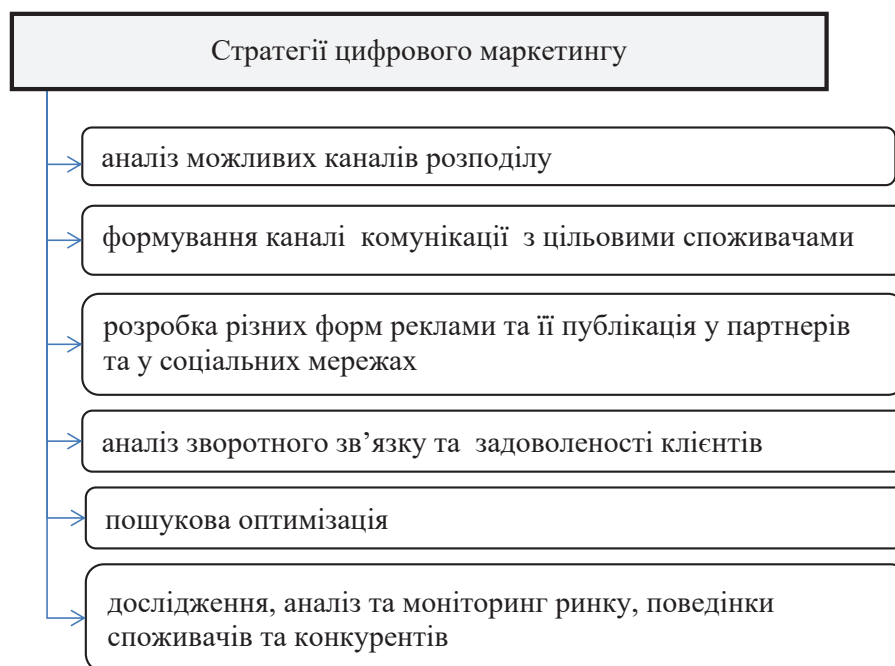 Стратегії цифрового маркетингу
аналіз можливих каналів розподілу
формування каналі комунікації з цільовими споживачами
розробка різних форм реклами та її публікація у партнерів
та у соціальних мережах
аналіз зворотного зв’язку та задоволеності клієнтів
пошукова оптимізація
дослідження, аналіз та моніторинг ринку, поведінки
споживачів та конкурентів